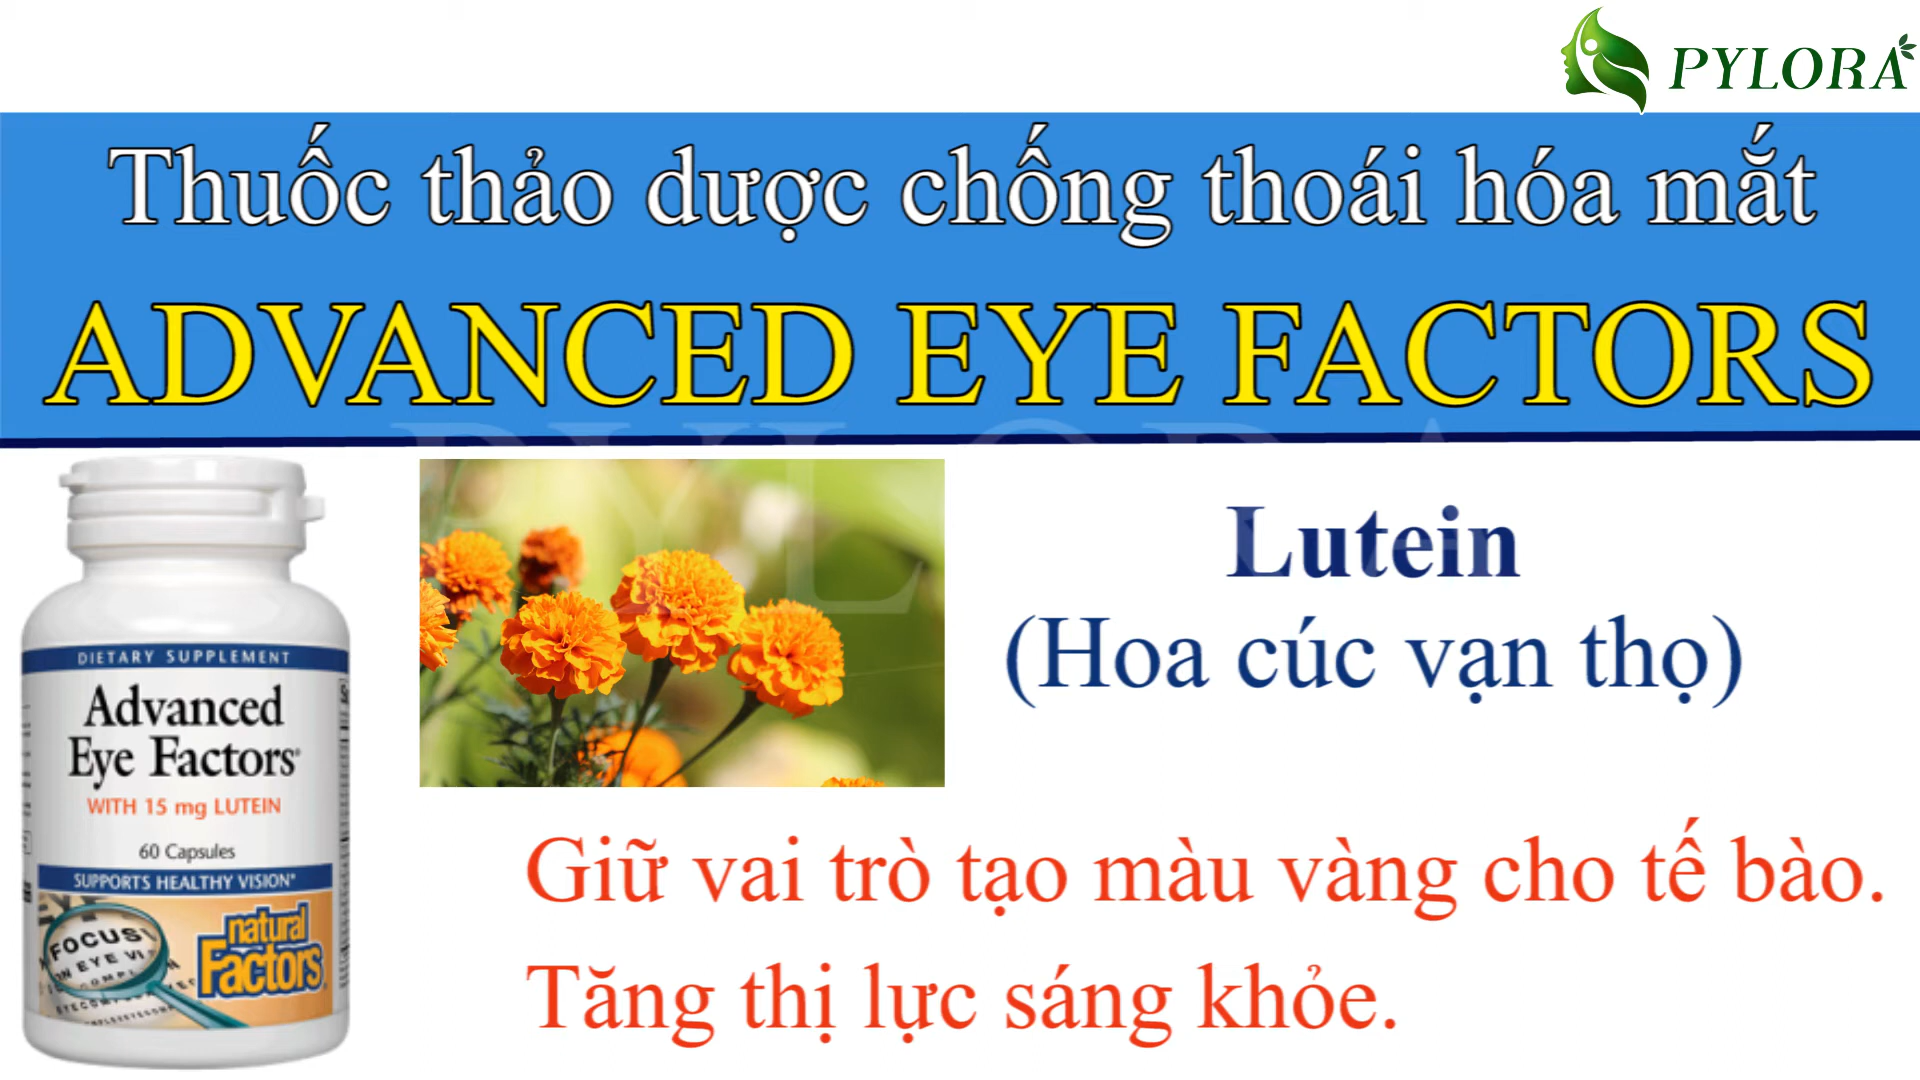 PYLORA
Thuốc thảo dược chống thoái hóa mắt
ADVANCED EYE FACTORS
PYLORA
Lutein
(Hoa cúc vạn thọ)
Giữ vai trò tạo màu vàng cho tế bào.
Tăng thị lực sáng khỏe.
DIETARY SUPPLEMENT
Advanced
Eye Factors®
WITH 15 mg LUTEIN
60 Capsules
SUPPORTS HEALTHY VISION*
FOCUS
natural
Factors®